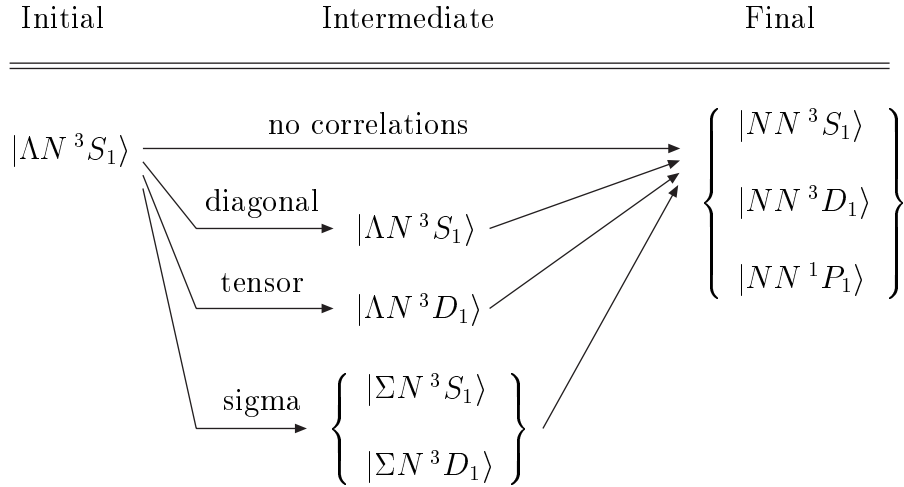 Initial Intermediate Final
no correlations
|ΛN ³S₁⟩
|NN ³S₁⟩
diagonal
|ΛN ³S₁⟩
|NN ³D₁⟩
tensor
|ΛN ³D₁⟩
|NN ¹P₁⟩
sigma
|ΣN ³S₁⟩
|ΣN ³D₁⟩